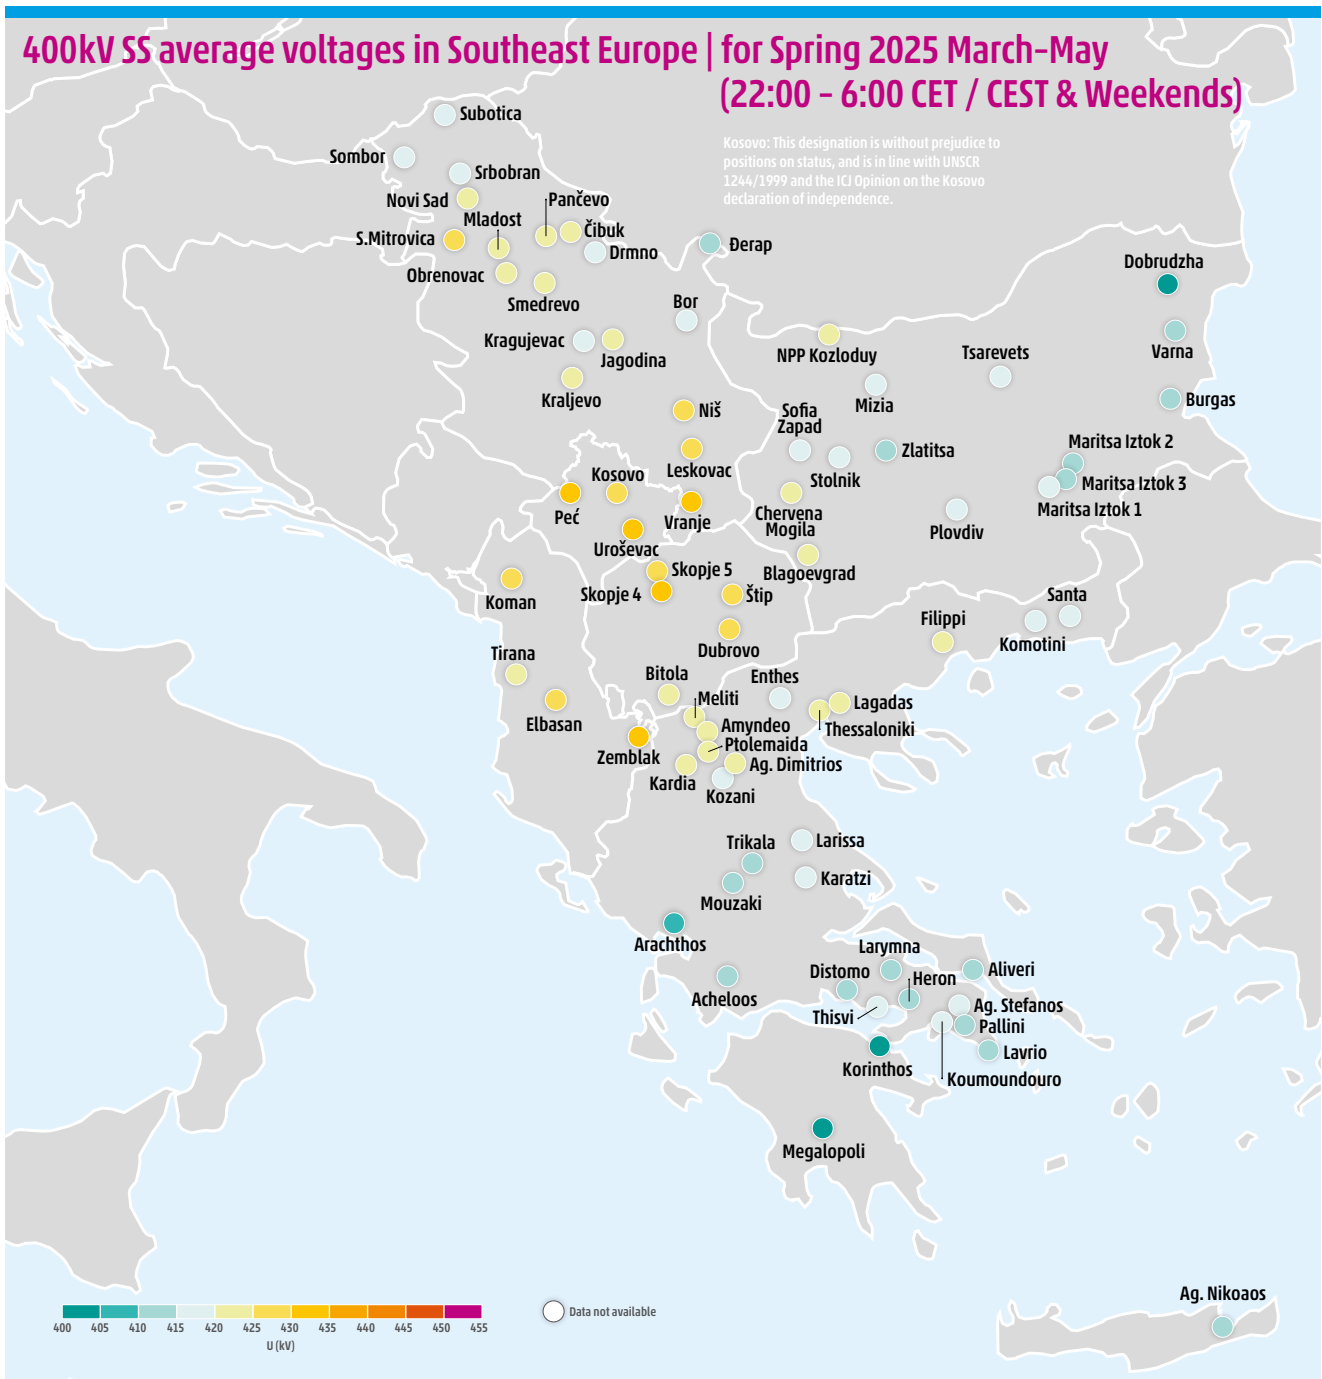 400kV SS average voltages in Southeast Europe | for Spring 2025 March–May
(22:00 – 6:00 CET / CEST & Weekends)
Kosovo: This designation is without prejudice to
positions on status, and is in line with UNSCR
1244/1999 and the ICJ Opinion on the Kosovo
declaration of independence.
Subotica
Sombor
Srbobran
Novi Sad
Pančevo
Mladost
S.Mitrovica
Čibuk
Drmno
Đerap
Obrenovac
Smedrevo
Dobrudzha
Bor
Kragujevac
Jagodina
NPP Kozloduy
Tsarevets
Varna
Kraljevo
Mizia
Burgas
Niš
Sofia
Zapad
Maritsa Iztok 2
Leskovac
Zlatitsa
Kosovo
Stolnik
Maritsa Iztok 3
Peć
Vranje
Chervena
Mogila
Maritsa Iztok 1
Plovdiv
Uroševac
Skopje 5
Blagoevgrad
Koman
Skopje 4
Štip
Santa
Filippi
Komotini
Tirana
Dubrovo
Bitola
Enthes
Meliti
Lagadas
Elbasan
Amyndeo
Thessaloniki
Zemblak
Ptolemaida
Ag. Dimitrios
Kardia
Kozani
Trikala
Larissa
Karatzi
Mouzaki
Arachthos
Larymna
Distomo
Heron
Aliveri
Acheloos
Thisvi
Ag. Stefanos
Pallini
Lavrio
Korinthos
Koumoundouro
Megalopoli
Ag. Nikoaos
Data not available
400 405 410 415 420 425 430 435 440 445 450 455
U (kV)